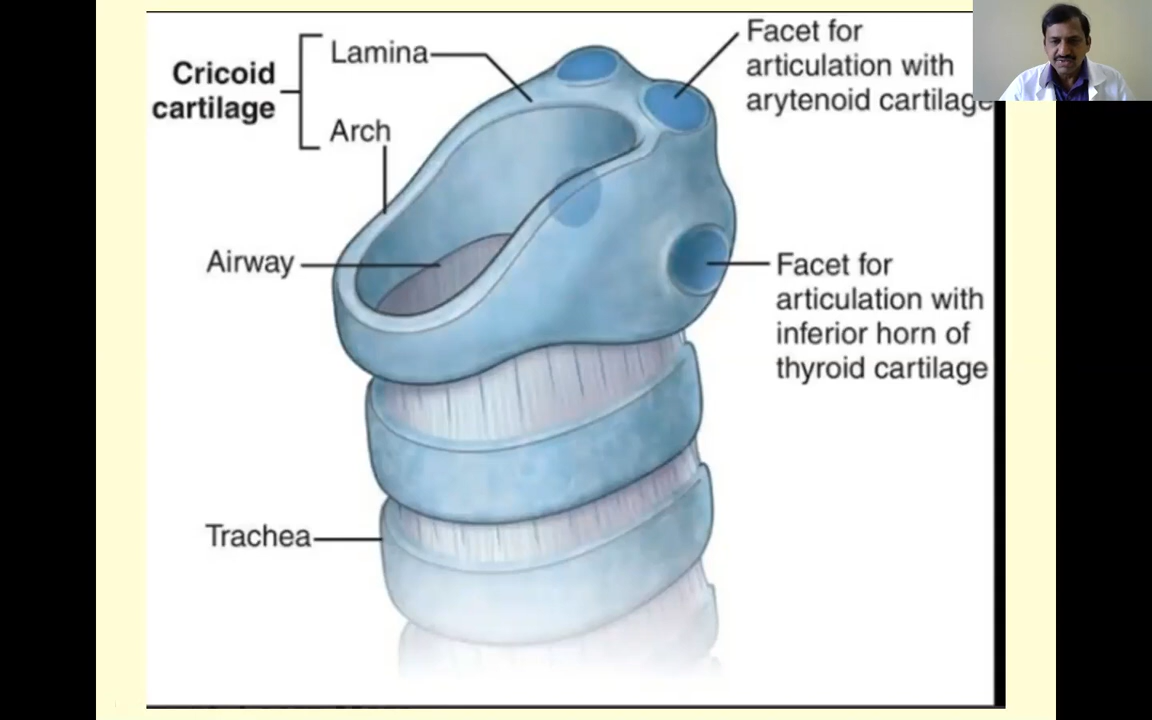 Cricoid
cartilage
Lamina
Arch
Airway
Trachea
Facet for
articulation with
arytenoid cartilage
Facet for
articulation with
inferior horn of
thyroid cartilage